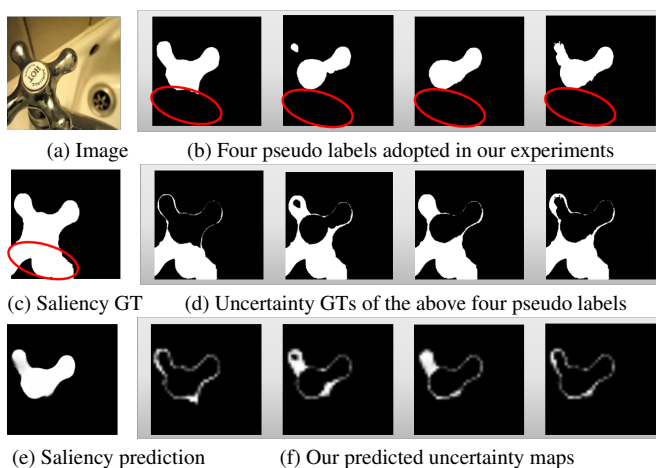 HOT
(a) Image
(b) Four pseudo labels adopted in our experiments
(c) Saliency GT
(d) Uncertainty GTs of the above four pseudo labels
(e) Saliency prediction
(f) Our predicted uncertainty maps